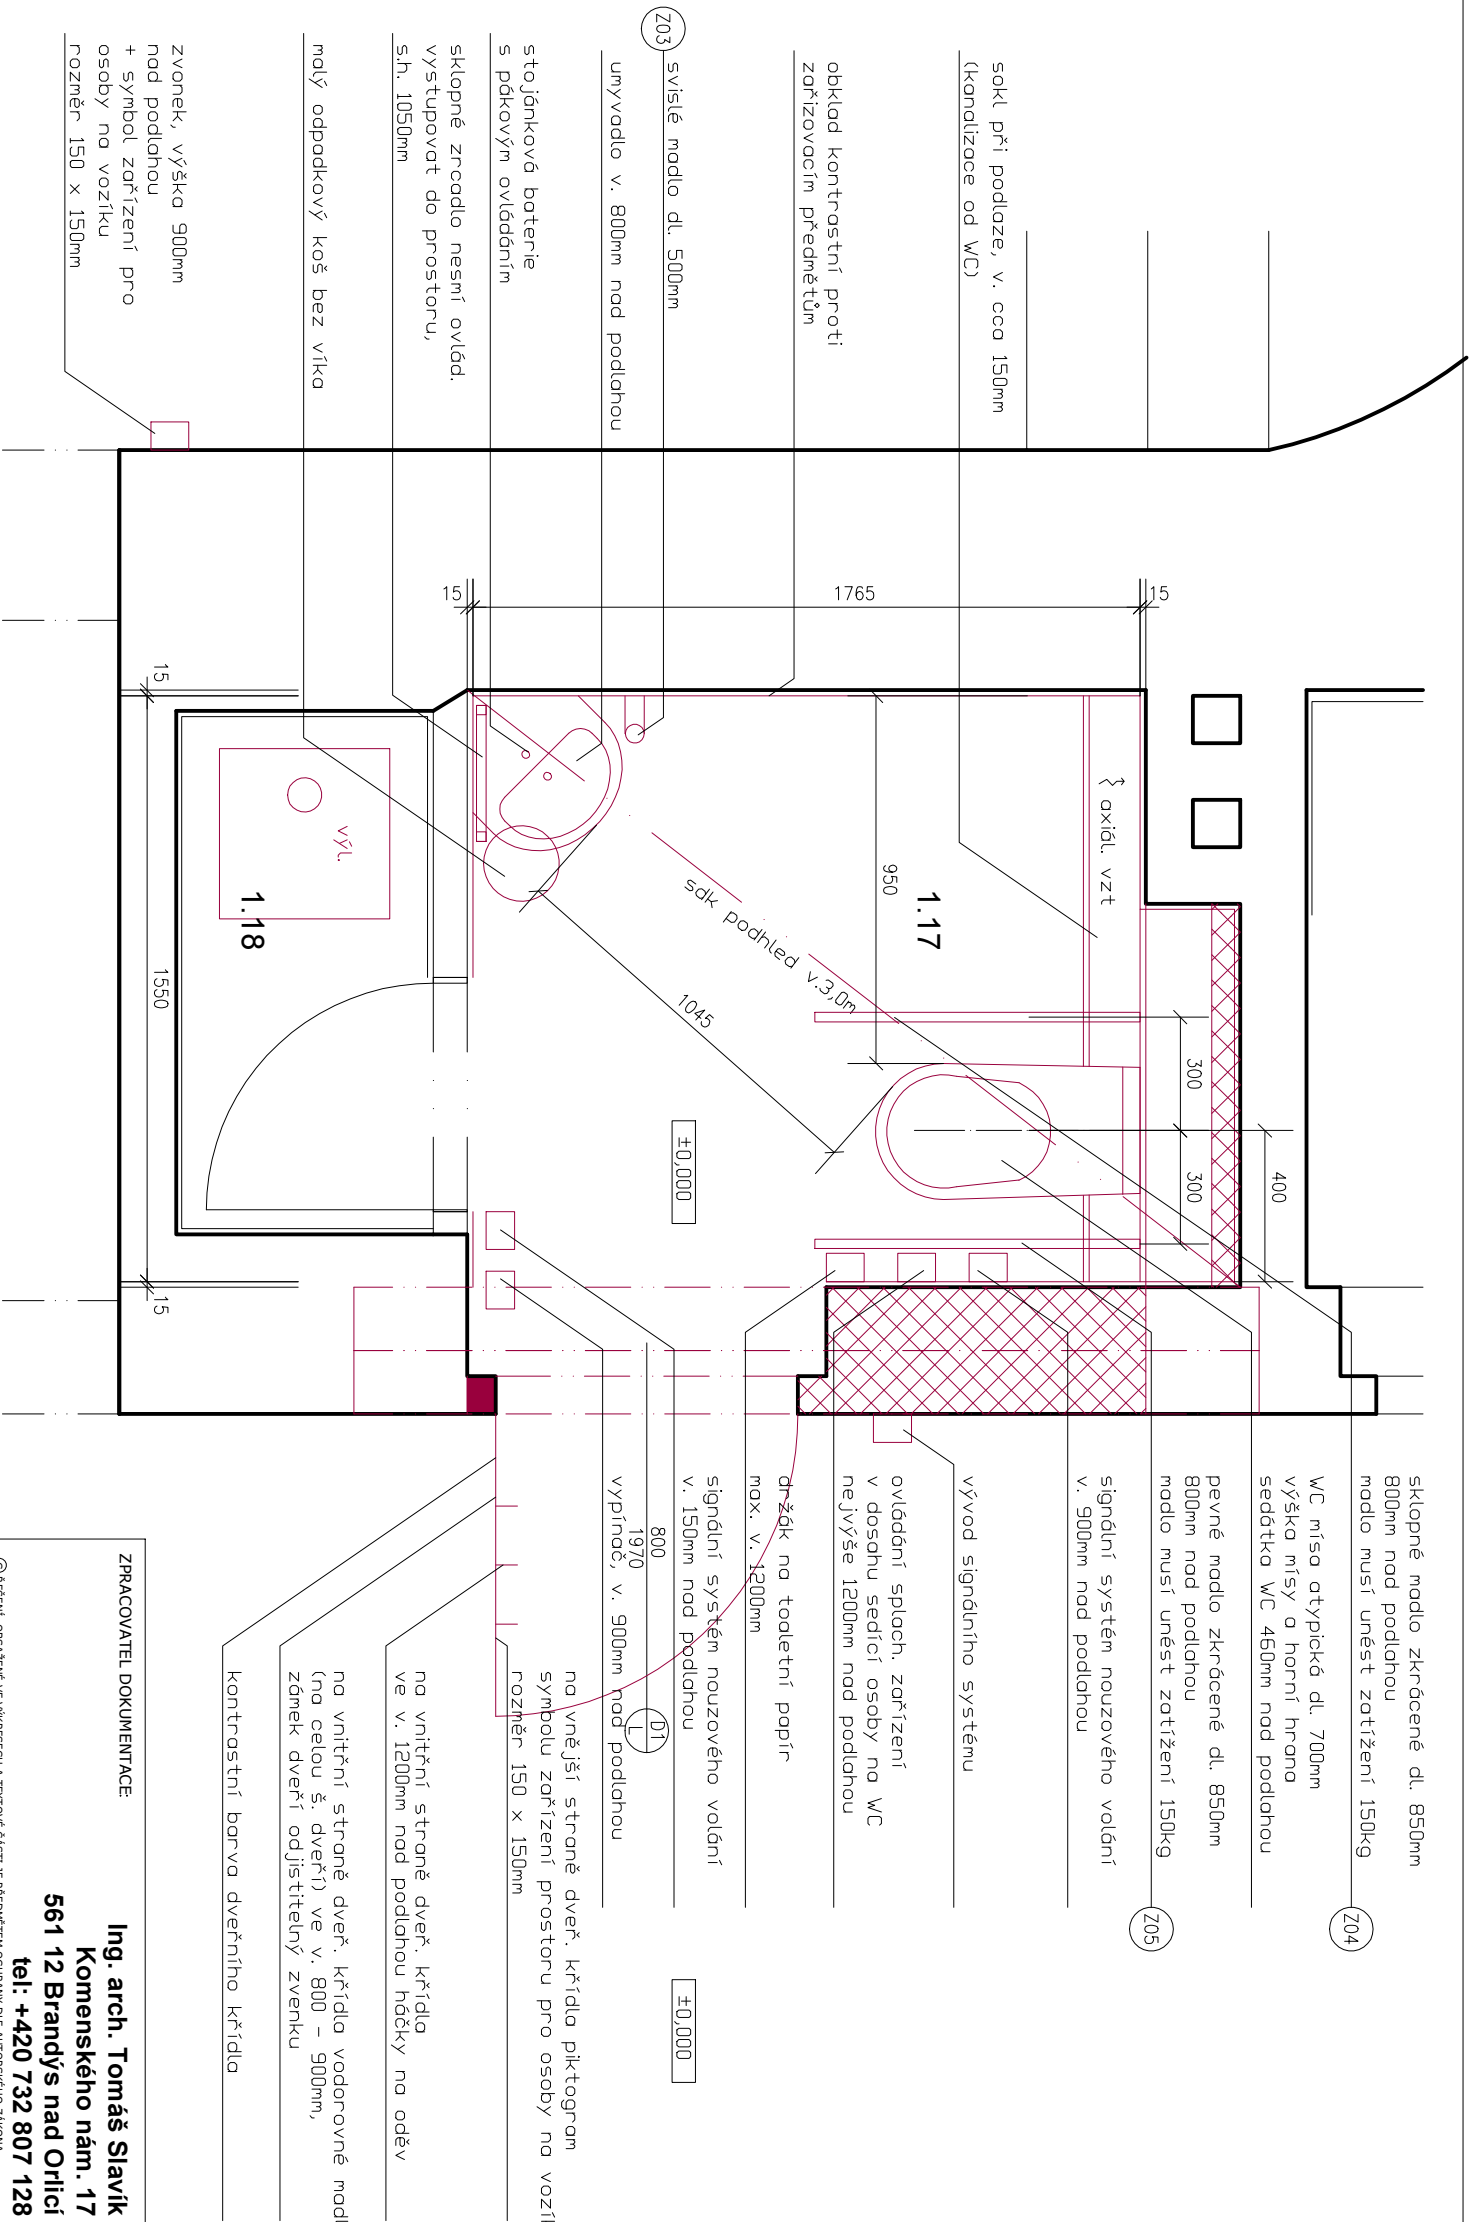 sokl při podlaze, v. cca 150mm
(kanalizace od WC)
obklad kontrastní proti
zařizovacím předmětům
Z03
svislé madlo dl. 500mm
umyvadlo v. 800mm nad podlahou
stojánková baterie
s pákovým ovládáním
sklopné zrcadlo nesmí ovlád.
vystupovat do prostoru,
s.h. 1050mm
malý odpadkový koš bez víka
zvonek, výška 900mm
nad podlahou
+ symbol zařízení pro
osoby na vozíku
rozměr 150 x 150mm
15
1765
15
axiál. vzt
950
1.17
sdk podhled v.3,0m
1045
300
300
400
±0,000
výl.
1.18
15
1550
15
sklopné madlo zkrácené dl. 850mm
800mm nad podlahou
madlo musí unést zatížení 150kg
Z04
WC mísa atypická dl. 700mm
výška mísy a horní hrana
sedátka WC 460mm nad podlahou
pevné madlo zkrácené dl. 850mm
800mm nad podlahou
madlo musí unést zatížení 150kg
Z05
signální systém nouzového volání
v. 900mm nad podlahou
vývod signálního systému
ovládání splach. zařízení
v dosahu sedící osoby na WC
nejvýše 1200mm nad podlahou
držák na toaletní papír
max. v. 1200mm
signální systém nouzového volání
v. 150mm nad podlahou
800
1970
D1
L
±0,000
vypínač, v. 900mm nad podlahou
na vnější straně dveř. křídla piktogram
symbolu zařízení prostoru pro osoby na vozí
rozměr 150 x 150mm
na vnitřní straně dveř. křídla
ve v. 1200mm nad podlahou háčky na oděv
na vnitřní straně dveř. křídla vodorovné mad
(na celou š. dveří) ve v. 800 - 900mm,
zámek dveří odjistitelný zvenku
kontrastní barva dveřního křídla
ZPRACOVATEL DOKUMENTACE:
Ing. arch. Tomáš Slavík
Komenského nám. 17
561 12 Brandýs nad Orlicí
tel: +420 732 807 128